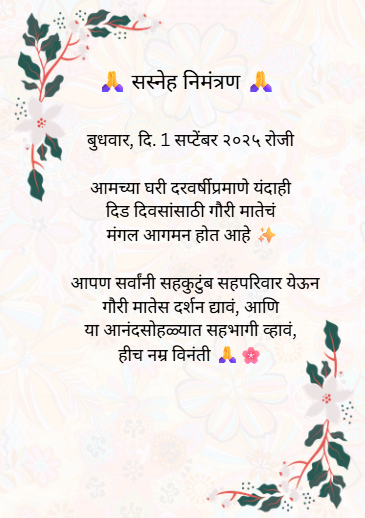 🙏 सस्नेह निमंत्रण 🙏
बुधवार, दि. 1 सप्टेंबर २०२५ रोजी
आमच्या घरी दरवर्षीप्रमाणे यंदाही
दिड दिवसांसाठी गौरी मातेचं
मंगल आगमन होत आहे ✨
आपण सर्वांनी सहकुटुंब सहपरिवार येऊन
गौरी मातेस दर्शन द्यावं, आणि
या आनंदसोहळ्यात सहभागी व्हावं,
हीच नम्र विनंती 🙏 🌸